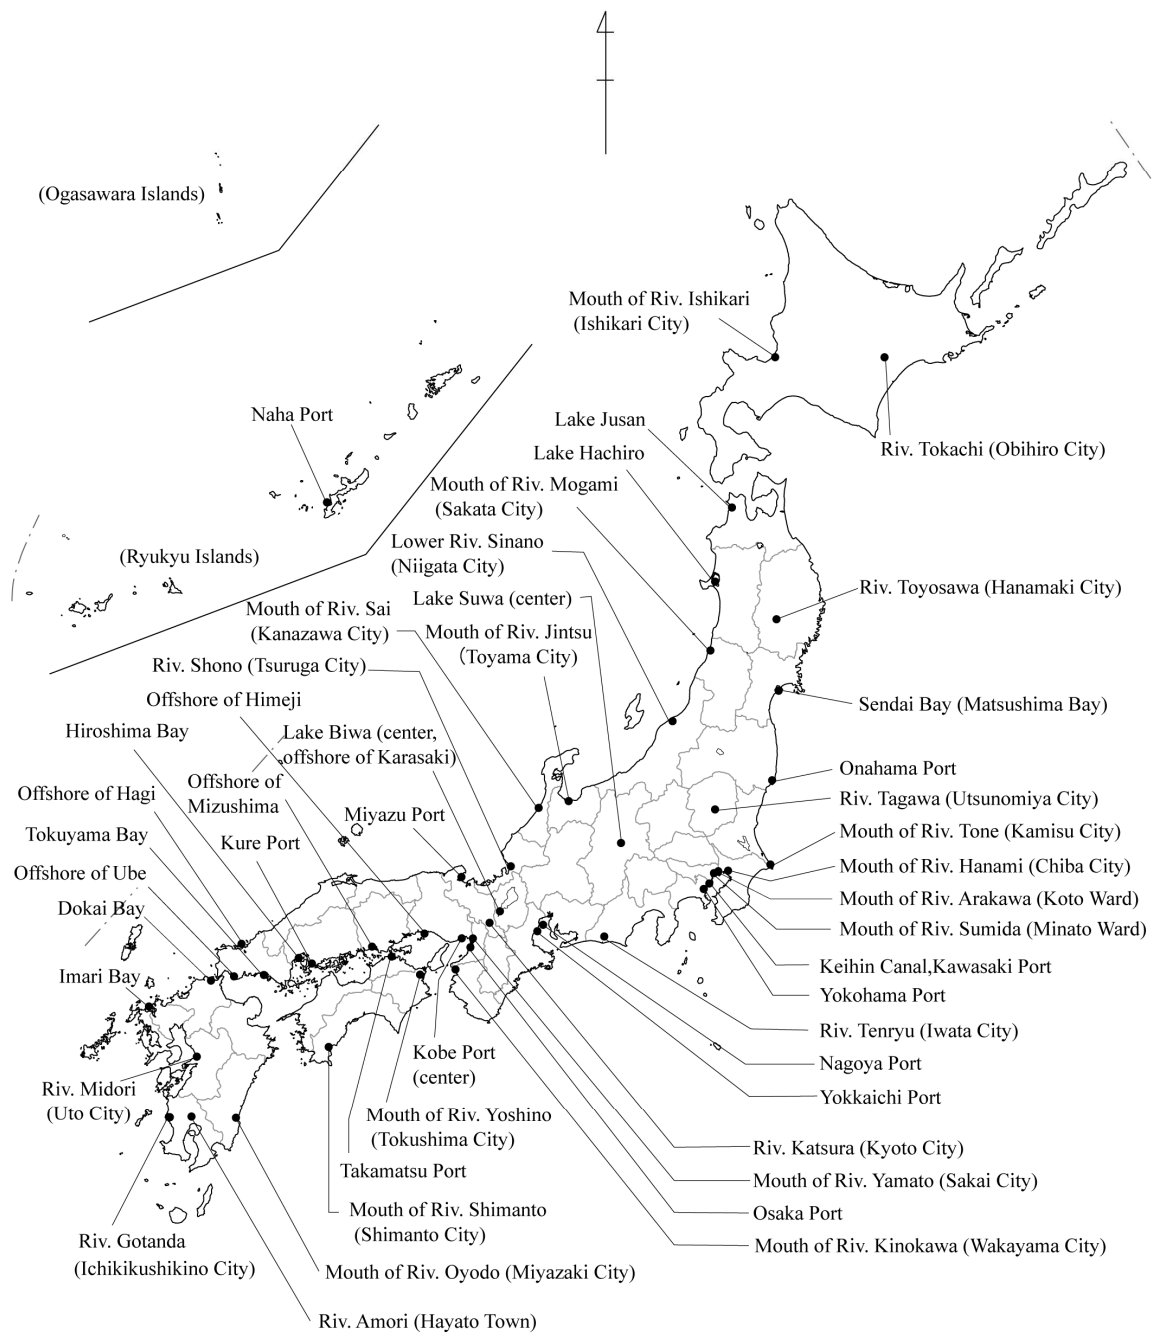 (Ogasawara Islands)
Mouth of Riv. Ishikari
(Ishikari City)
Naha Port
Lake Jusan
Riv. Tokachi (Obihiro City)
Lake Hachiro
Mouth of Riv. Mogami
(Sakata City)
Lower Riv. Sinano
(Niigata City)
(Ryukyu Islands)
Riv. Toyosawa (Hanamaki City)
Lake Suwa (center)
Mouth of Riv. Sai
(Kanazawa City)
Mouth of Riv. Jintsu
(Toyama City)
Riv. Shono (Tsuruga City)
Offshore of Himeji
Sendai Bay (Matsushima Bay)
Hiroshima Bay
Lake Biwa (center,
offshore of Karasaki)
Onahama Port
Offshore of
Mizushima
Offshore of Hagi
Riv. Tagawa (Utsunomiya City)
Miyazu Port
Tokuyama Bay
Mouth of Riv. Tone (Kamisu City)
Kure Port
Offshore of Ube
Mouth of Riv. Hanami (Chiba City)
Mouth of Riv. Arakawa (Koto Ward)
Dokai Bay
Mouth of Riv. Sumida (Minato Ward)
Keihin Canal,Kawasaki Port
Imari Bay
Yokohama Port
Riv. Tenryu (Iwata City)
Kobe Port
(center)
Nagoya Port
Riv. Midori
(Uto City)
Yokkaichi Port
Mouth of Riv. Yoshino
(Tokushima City)
Riv. Katsura (Kyoto City)
Takamatsu Port
Mouth of Riv. Yamato (Sakai City)
Mouth of Riv. Shimanto
(Shimanto City)
Osaka Port
Riv. Gotanda
(Ichikikushikino City)
Mouth of Riv. Kinokawa (Wakayama City)
Mouth of Riv. Oyodo (Miyazaki City)
Riv. Amori (Hayato Town)